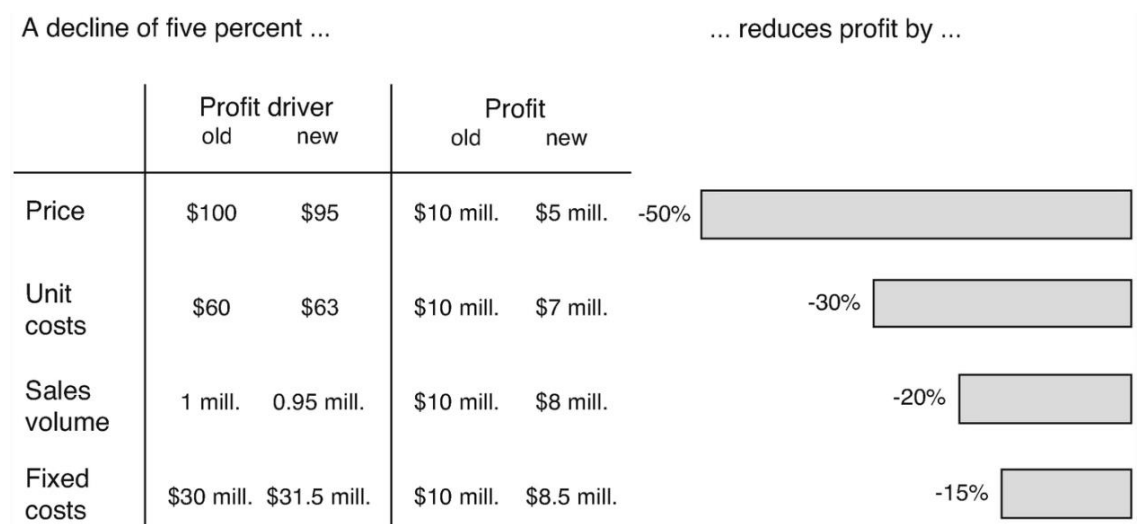 A decline of five percent ... ... reduces profit by ...
Profit driver Profit
old new old new
Price $100 $95 $10 mill. $5 mill. -50%
Unit
costs $60 $63 $10 mill. $7 mill. -30%
Sales
volume 1 mill. 0.95 mill. $10 mill. $8 mill. -20%
Fixed
costs $30 mill. $31.5 mill. $10 mill. $8.5 mill. -15%